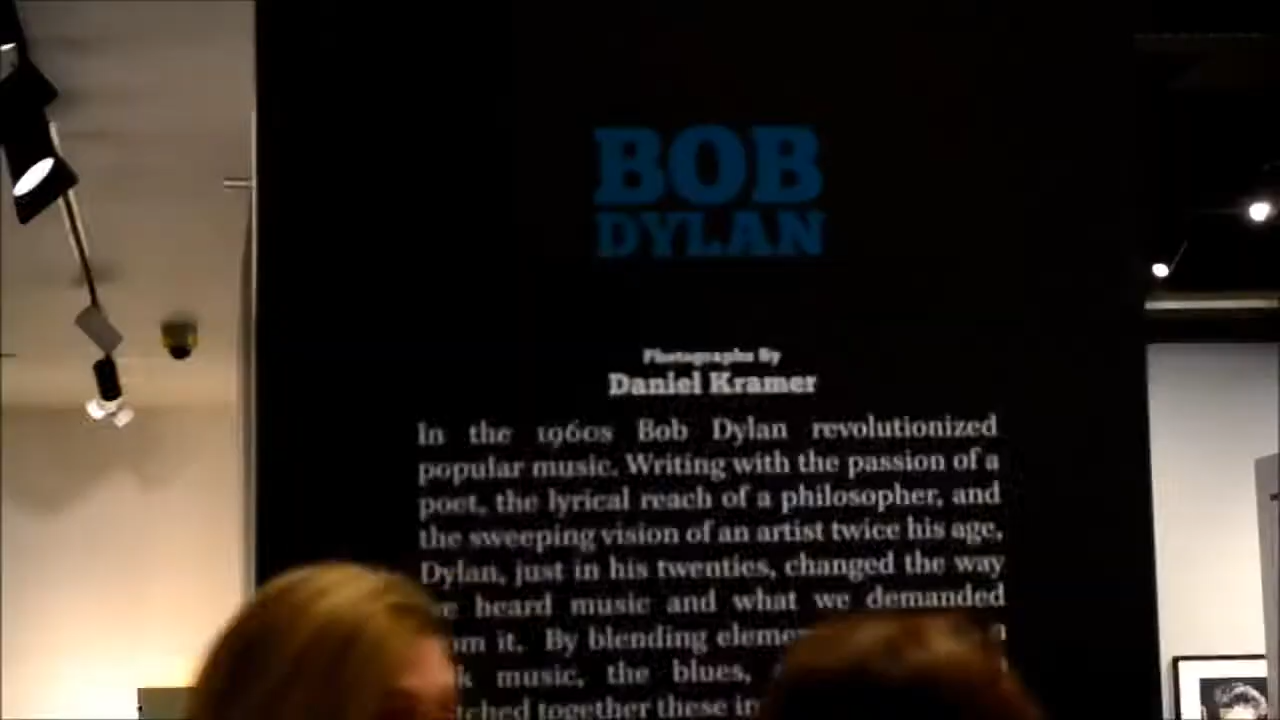 BOB
DYLAN
Photographs By
Daniel Kramer
In the 1960s Bob Dylan revolutionized
popular music. Writing with the passion of a
poet, the lyrical reach of a philosopher, and
the sweeping vision of an artist twice his age,
Dylan, just in his twenties, changed the way
heard music and what we demanded
it. By blending
music, the blues,
together these